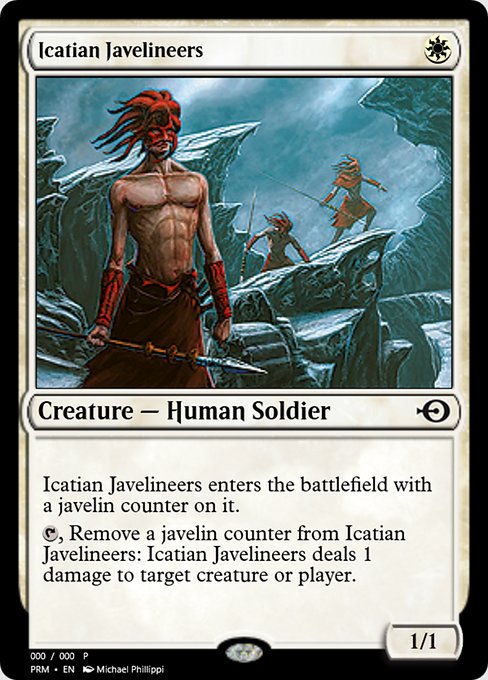 Icatian Javelineers
Creature — Human Soldier
Icatian Javelineers enters the battlefield with
a javelin counter on it.
, Remove a javelin counter from Icatian
Javelineers: Icatian Javelineers deals 1
damage to target creature or player.
1/1
000 / 000 P
PRM • EN Michael Phillippi